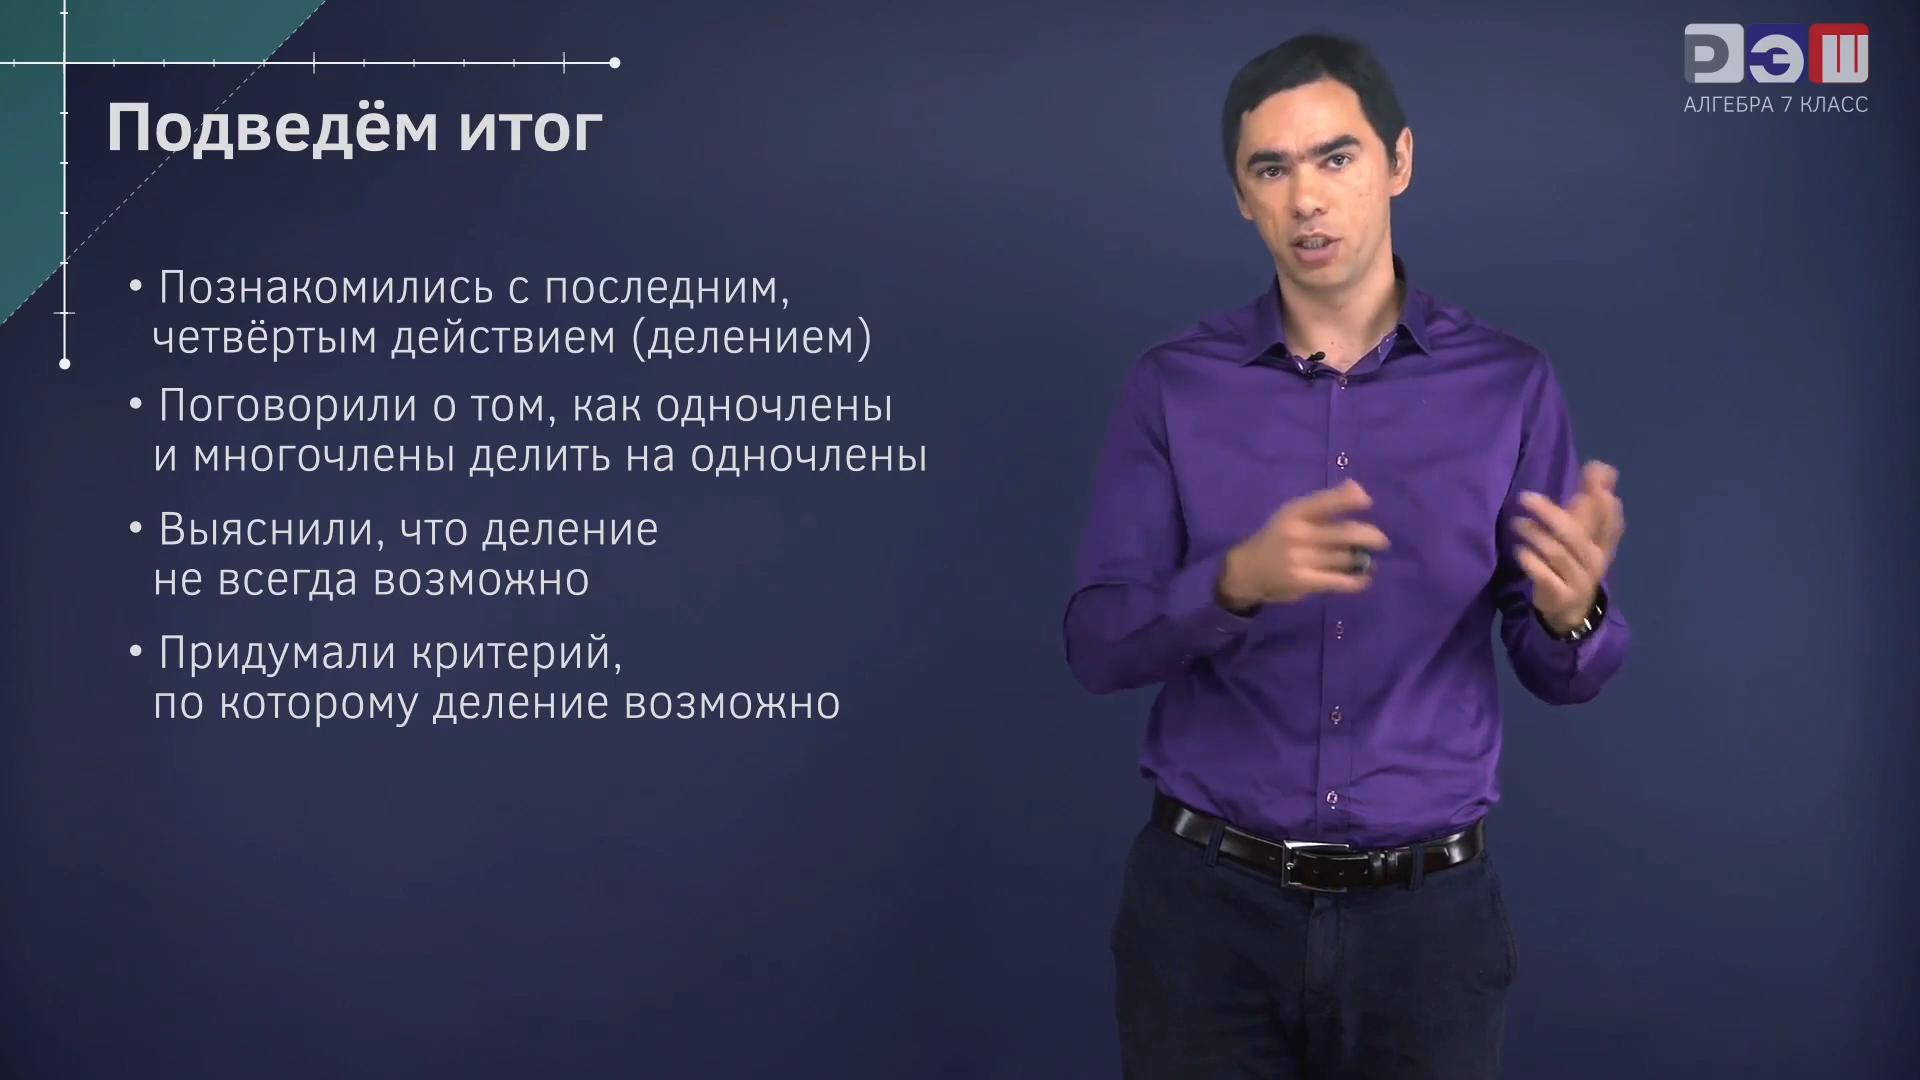 РЭШ
АЛГЕБРА 7 КЛАСС
Подведём итог
• Познакомились с последним,
четвёртым действием (делением)
• Поговорили о том, как одночлены
и многочлены делить на одночлены
• Выяснили, что деление
не всегда возможно
• Придумали критерий,
по которому деление возможно